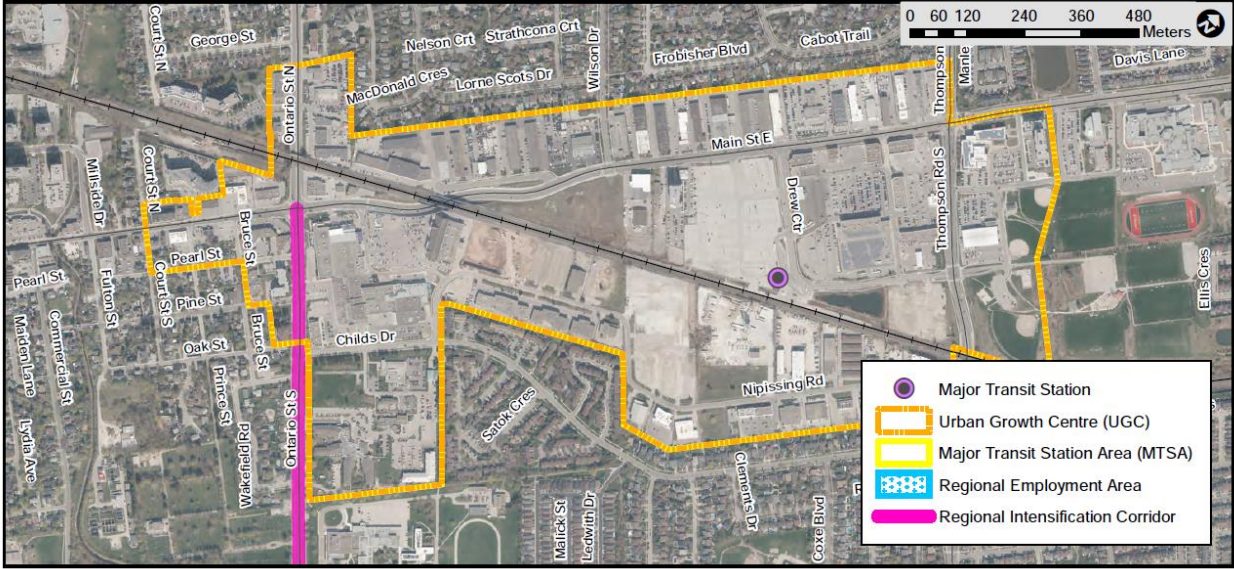 0 60 120 240 360 480
Meters
Court St N
George St
Ontario St N
Nelson Crt
Strathcona Crt
Wilson Dr
Frobisher Blvd
Cabot Trail
Thompson
Manle
Davis Lane
MacDonald Cres
Lorne Scots Dr
Main St E
Millside Dr
Court St N
Bruce St
Drew Ctr
Thompson Rd S
Pearl St
Pearl St
Fulton St
Court St S
Pine St
Ellis Cres
Maiden Lane
Commercial St
Oak St
Bruce St
Childs Dr
Prince St
Nipissing Rd
Satok Cres
Ontario St S
Lydia Ave
Wakefield Rd
Clements Dr
Malick St
Ledwith Dr
Coxe Blvd
Major Transit Station
Urban Growth Centre (UGC)
Major Transit Station Area (MTSA)
Regional Employment Area
Regional Intensification Corridor